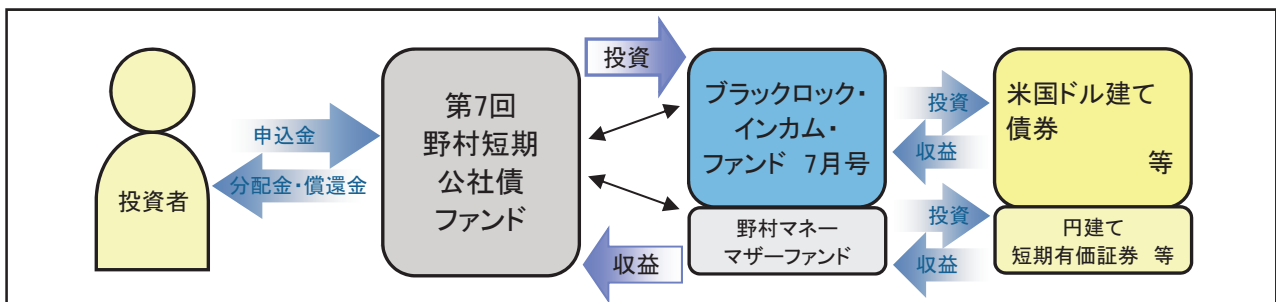 投資者
申込金
分配金・償還金
第7回
野村短期
公社債
ファンド
投資
収益
ブラックロック・
インカム・
ファンド 7月号
野村マネー
マザーファンド
投資
収益
投資
収益
米国ドル建て
債券
等
円建て
短期有価証券 等